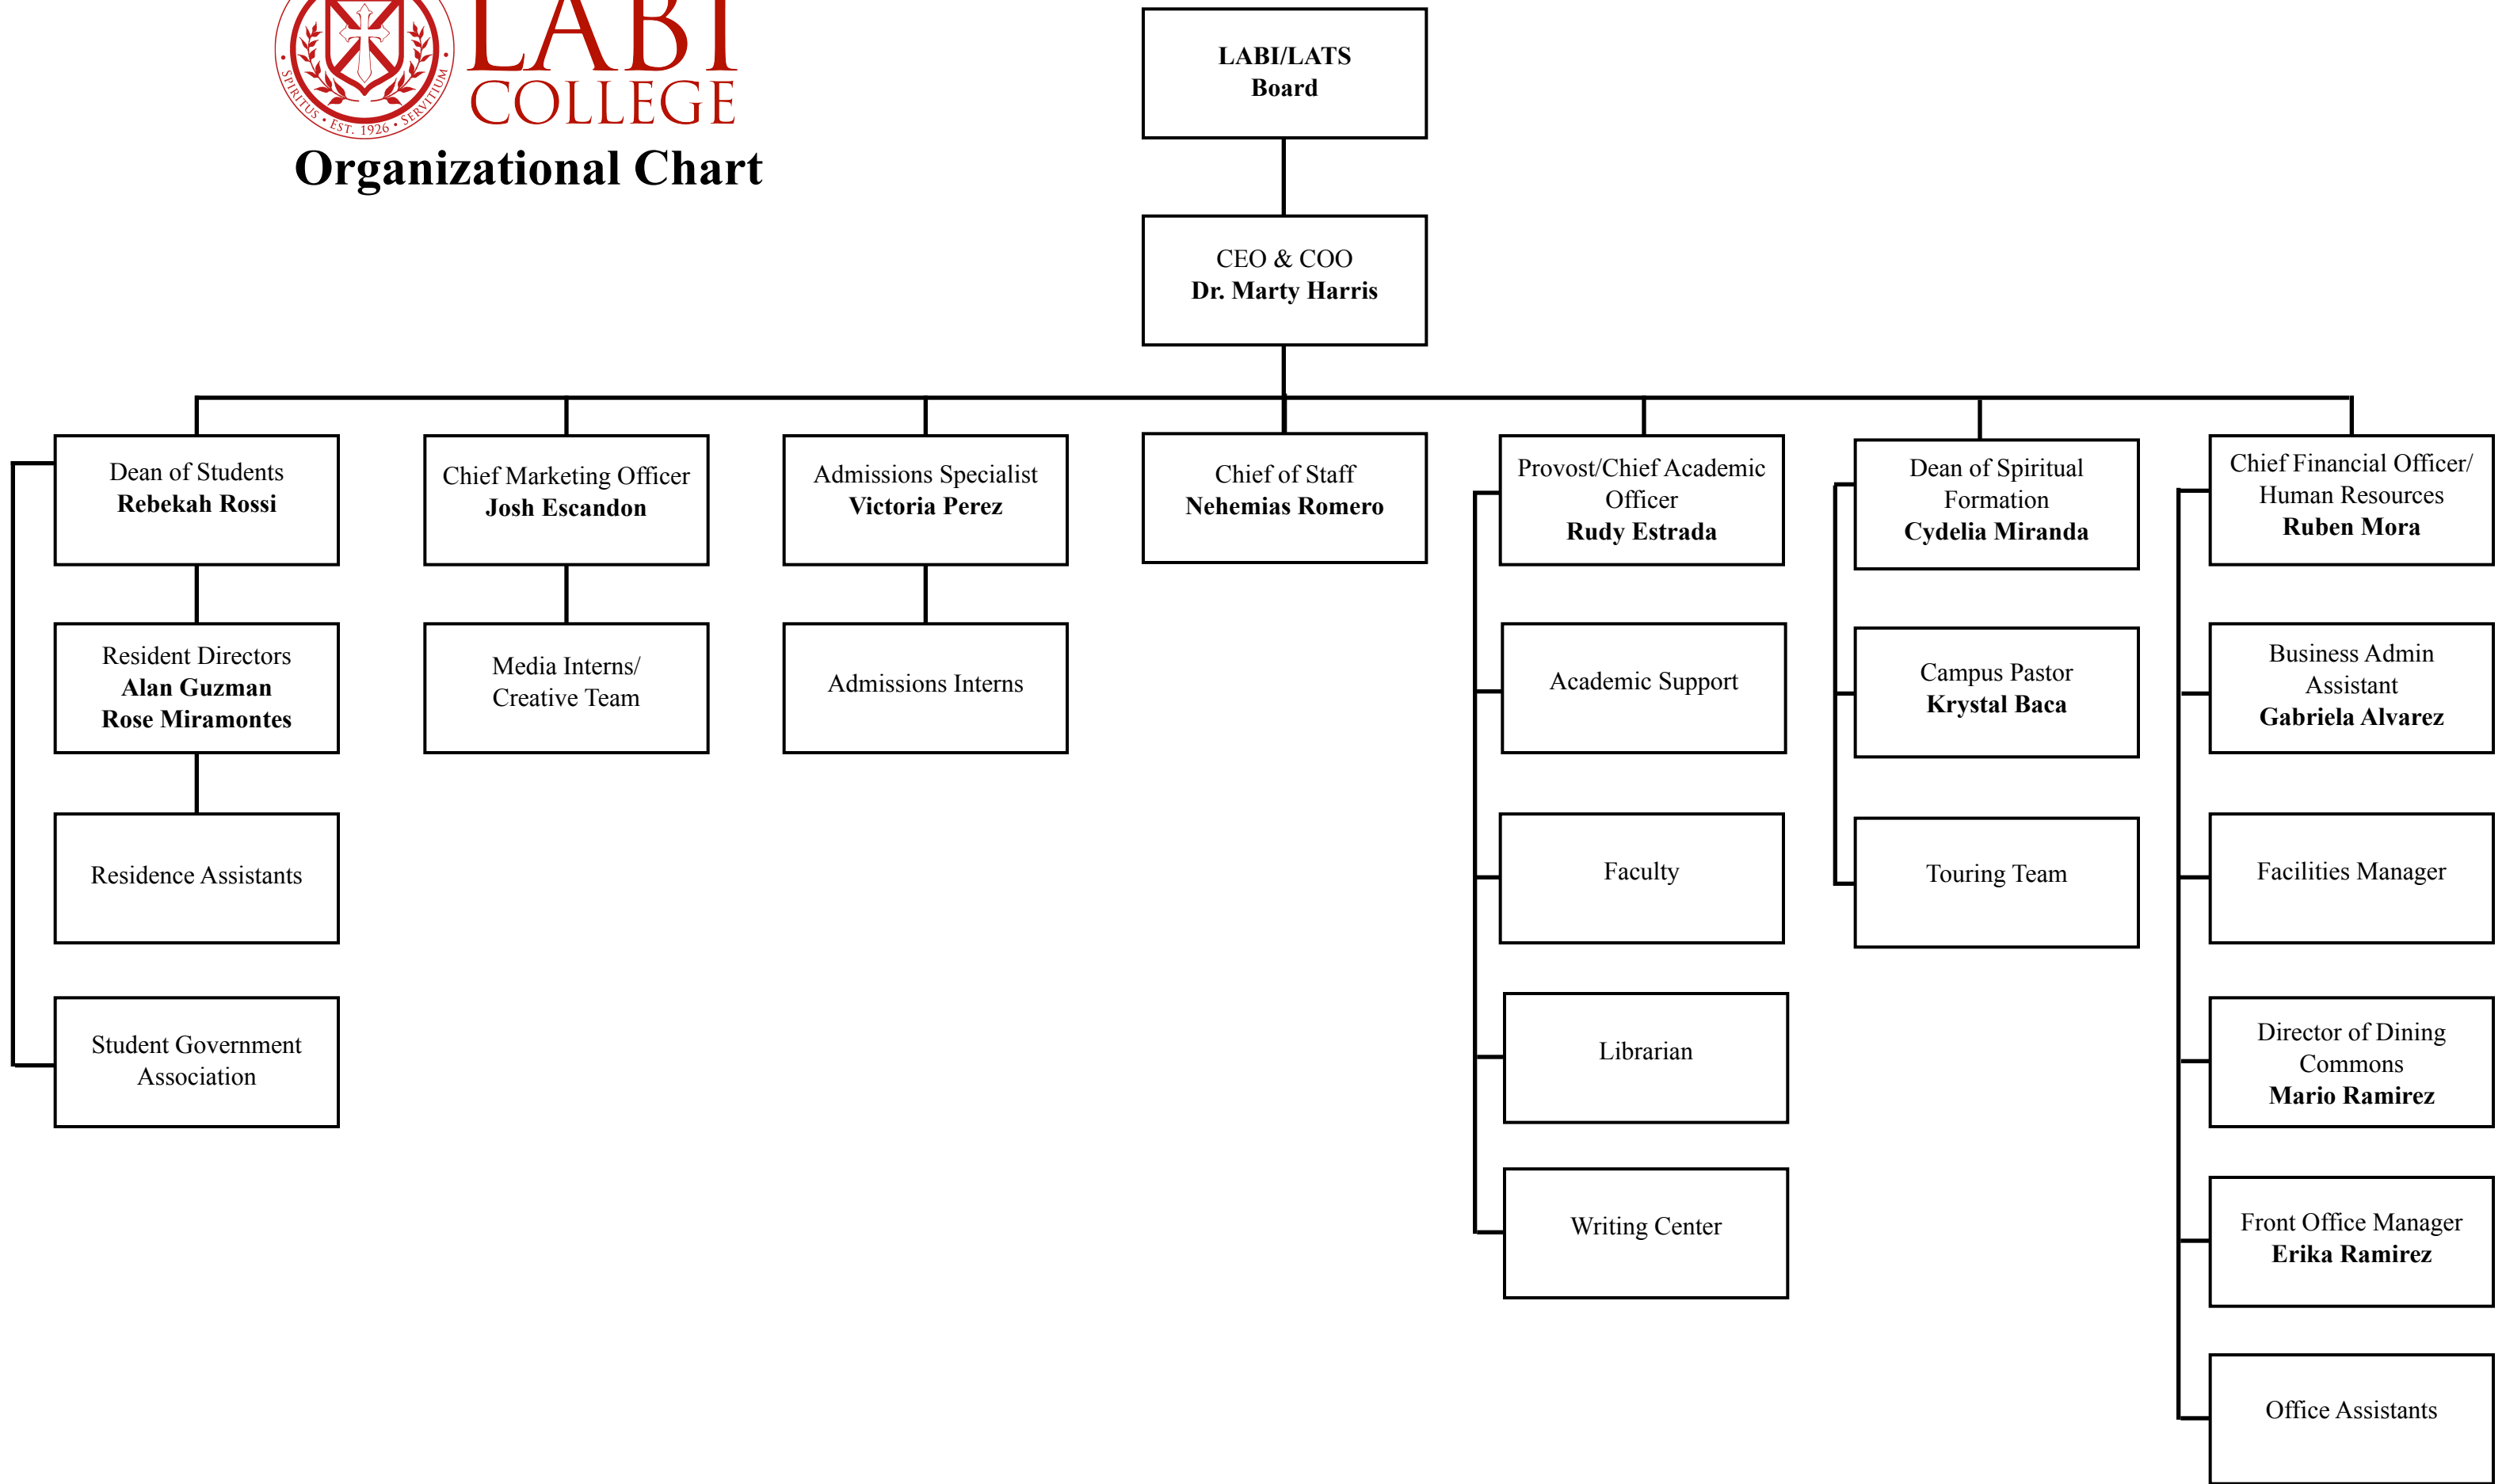 LABI
COLLEGE
SPIRITUS • EST. 1926 • SERVITIUM
Organizational Chart
LABI/LATS
Board
CEO & COO
Dr. Marty Harris
Dean of Students
Rebekah Rossi
Chief Marketing Officer
Josh Escandon
Admissions Specialist
Victoria Perez
Chief of Staff
Nehemias Romero
Provost/Chief Academic
Officer
Rudy Estrada
Dean of Spiritual
Formation
Cydelia Miranda
Chief Financial Officer/
Human Resources
Ruben Mora
Resident Directors
Alan Guzman
Rose Miramontes
Media Interns/
Creative Team
Admissions Interns
Academic Support
Campus Pastor
Krystal Baca
Business Admin
Assistant
Gabriela Alvarez
Residence Assistants
Faculty
Touring Team
Facilities Manager
Student Government
Association
Librarian
Director of Dining
Commons
Mario Ramirez
Writing Center
Front Office Manager
Erika Ramirez
Office Assistants